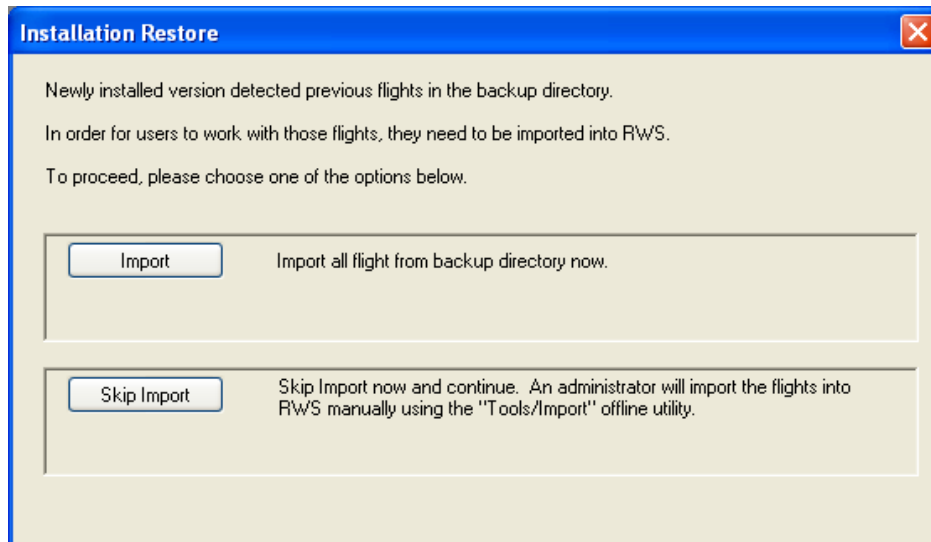 Installation Restore
Newly installed version detected previous flights in the backup directory.
In order for users to work with those flights, they need to be imported into RWS.
To proceed, please choose one of the options below.
Import
Import all flight from backup directory now.
Skip Import
Skip Import now and continue.  An administrator will import the flights into
RWS manually using the "Tools/Import" offline utility.